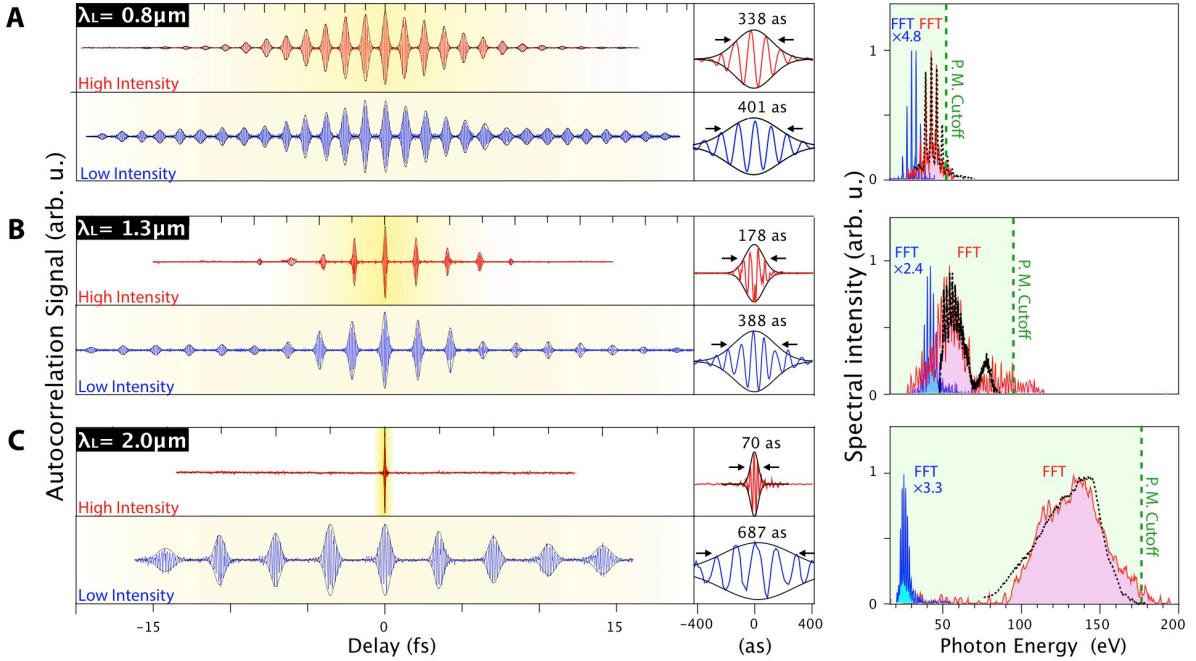 A
λL= 0.8μm
High Intensity
Low Intensity
338 as
401 as
FFT
×4.8
FFT
P. M. Cutoff
1
0
B
λL= 1.3μm
High Intensity
Low Intensity
178 as
388 as
FFT
×2.4
FFT
P. M. Cutoff
1
0
C
λL= 2.0μm
High Intensity
Low Intensity
70 as
687 as
FFT
×3.3
FFT
P. M. Cutoff
1
0
Autocorrelation Signal (arb. u.)
Spectral intensity (arb. u.)
-15 0 15
Delay (fs)
-400 0 400
(as)
50 100 150 200
Photon Energy (eV)